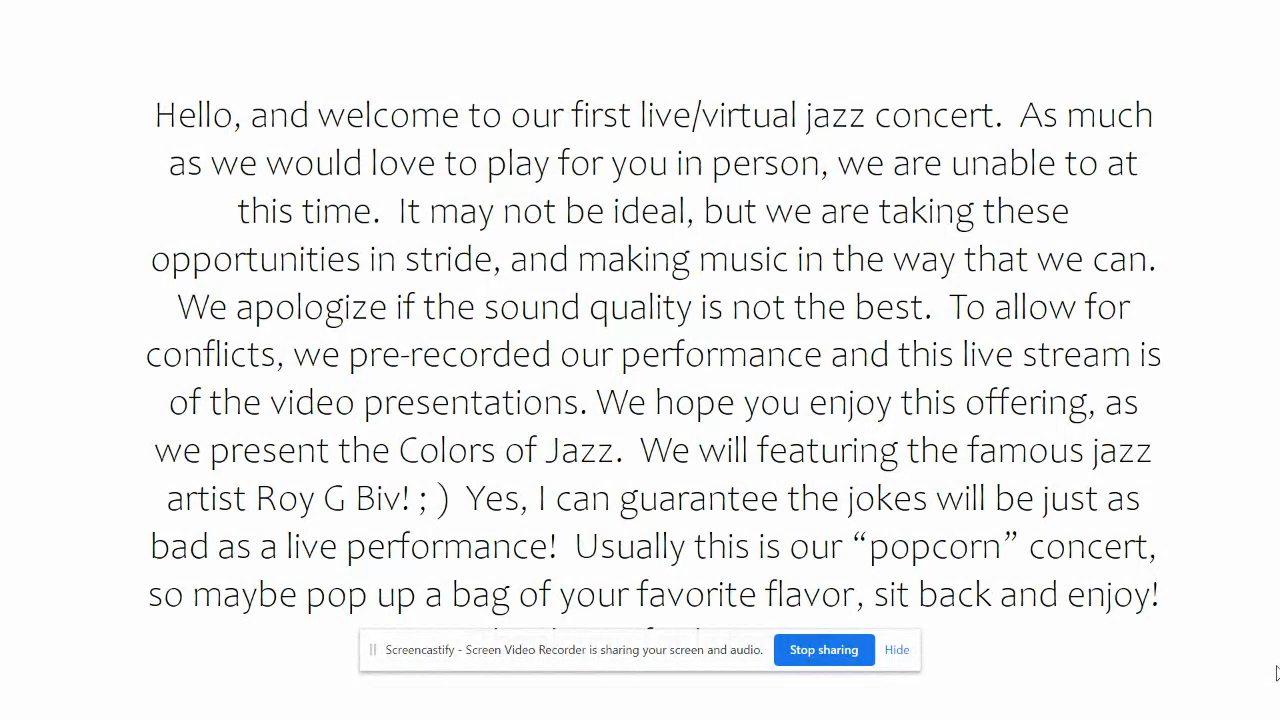 Hello, and welcome to our first live/virtual jazz concert.  As much
as we would love to play for you in person, we are unable to at
this time.  It may not be ideal, but we are taking these
opportunities in stride, and making music in the way that we can.
We apologize if the sound quality is not the best.  To allow for
conflicts, we pre-recorded our performance and this live stream is
of the video presentations. We hope you enjoy this offering, as
we present the Colors of Jazz.  We will featuring the famous jazz
artist Roy G Biv! ; )  Yes, I can guarantee the jokes will be just as
bad as a live performance!  Usually this is our “popcorn” concert,
so maybe pop up a bag of your favorite flavor, sit back and enjoy!
Screencastify - Screen Video Recorder is sharing your screen and audio. Stop sharing Hide